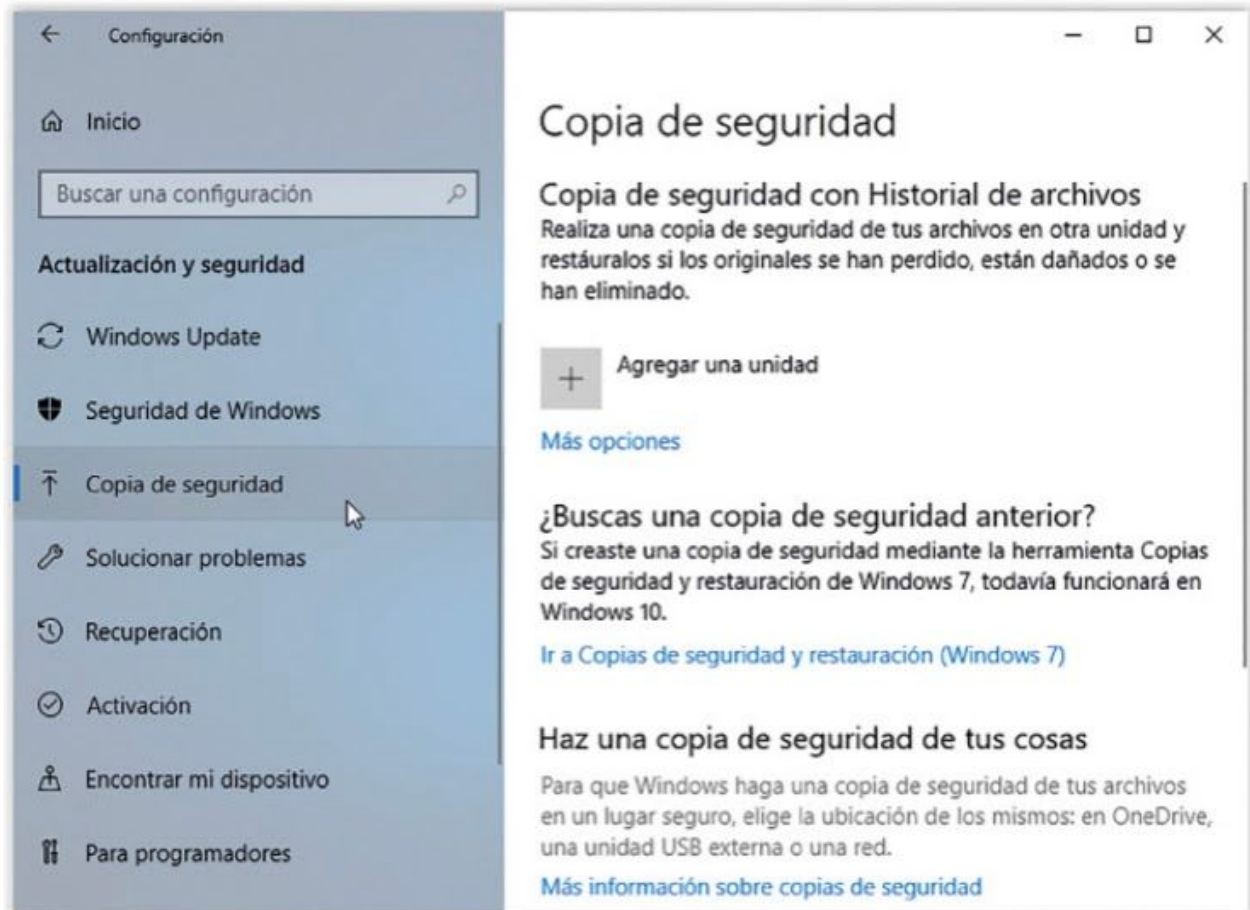 Configuración
Inicio
Buscar una configuración
Actualización y seguridad
Windows Update
Seguridad de Windows
Copia de seguridad
Solucionar problemas
Recuperación
Activación
Encontrar mi dispositivo
Para programadores
Copia de seguridad
Copia de seguridad con Historial de archivos
Realiza una copia de seguridad de tus archivos en otra unidad y
restáuralos si los originales se han perdido, están dañados o se
han eliminado.
Agregar una unidad
Más opciones
¿Buscas una copia de seguridad anterior?
Si creaste una copia de seguridad mediante la herramienta Copias
de seguridad y restauración de Windows 7, todavía funcionará en
Windows 10.
Ir a Copias de seguridad y restauración (Windows 7)
Haz una copia de seguridad de tus cosas
Para que Windows haga una copia de seguridad de tus archivos
en un lugar seguro, elige la ubicación de los mismos: en OneDrive,
una unidad USB externa o una red.
Más información sobre copias de seguridad